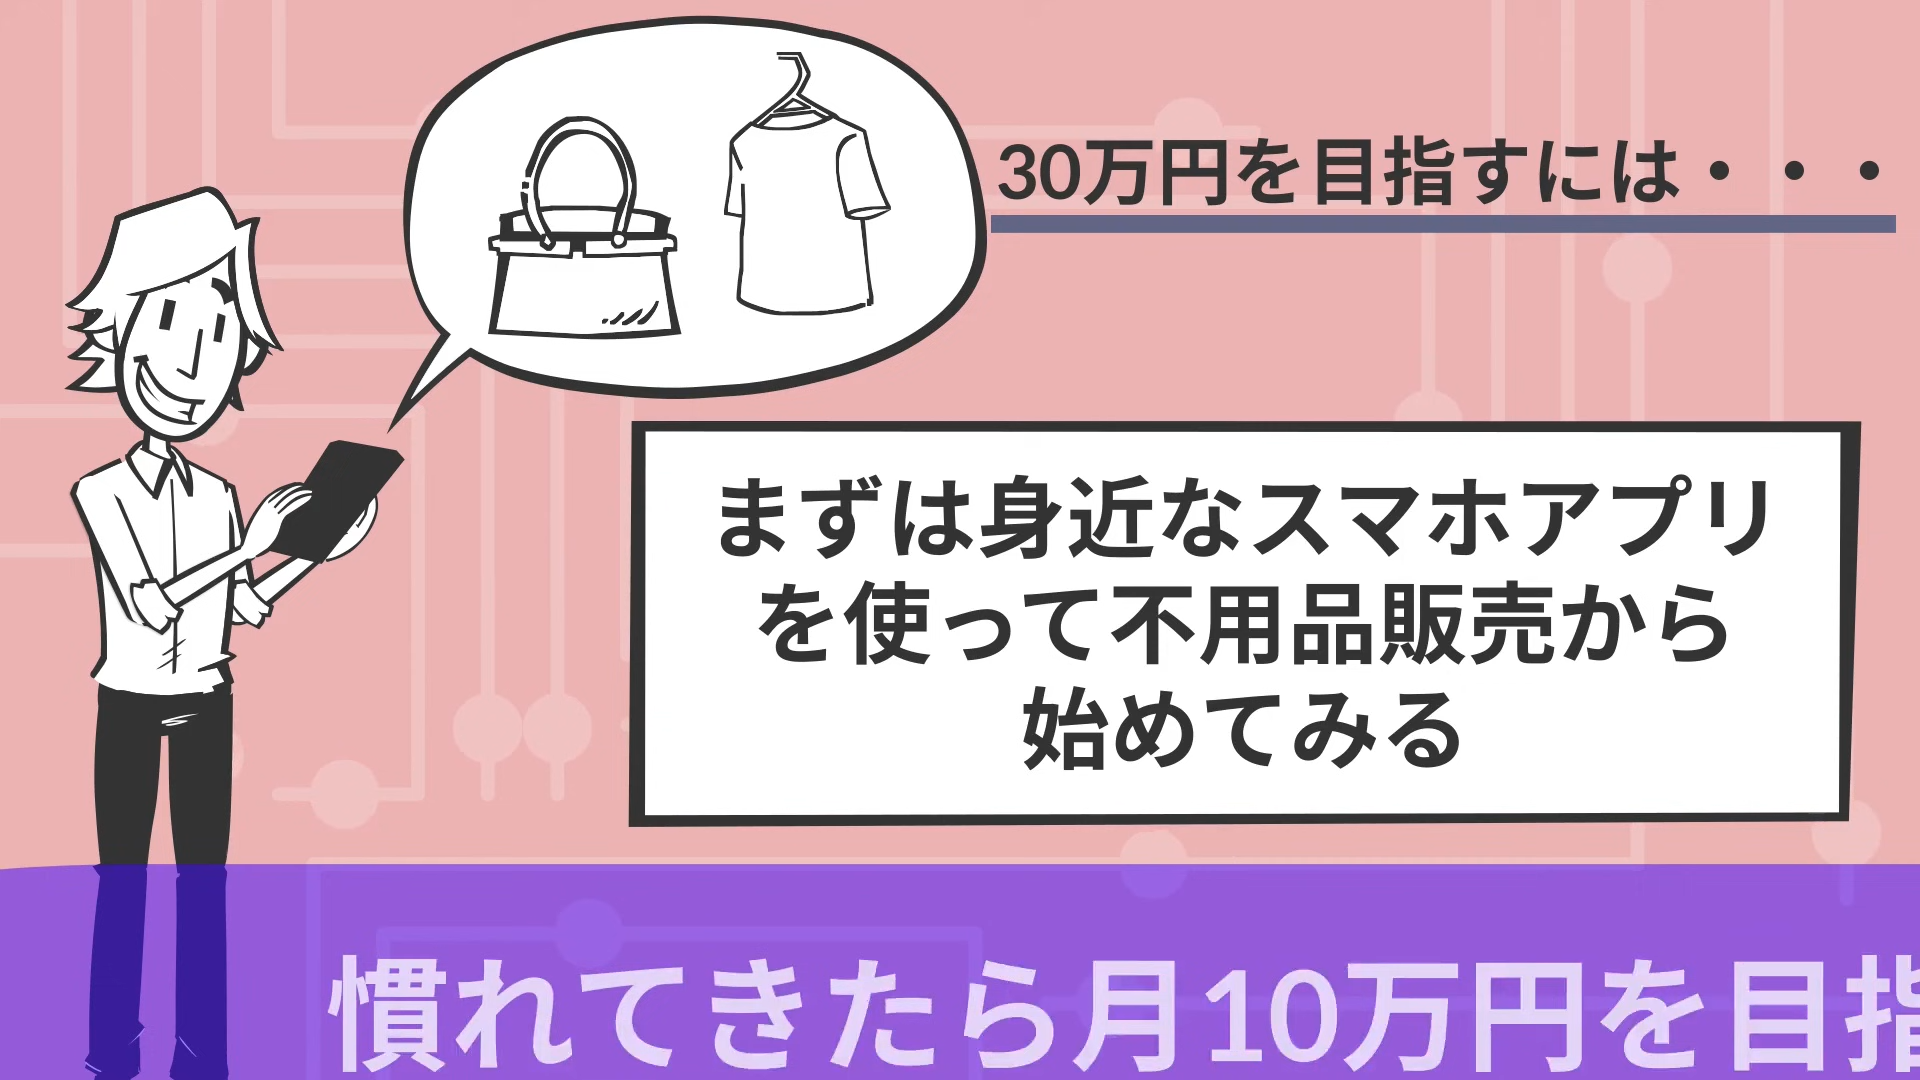 30万円を目指すには・・・
まずは身近なスマホアプリ
を使って不用品販売から
始めてみる
慣れてきたら月10万円を目指